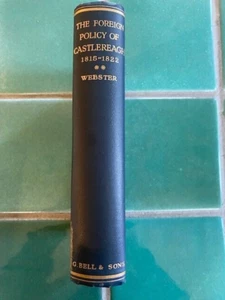 THE FOREIGN
POLICY OF
CASTLEREAGH
1815-1822
**
WEBSTER
G. BELL & SONS